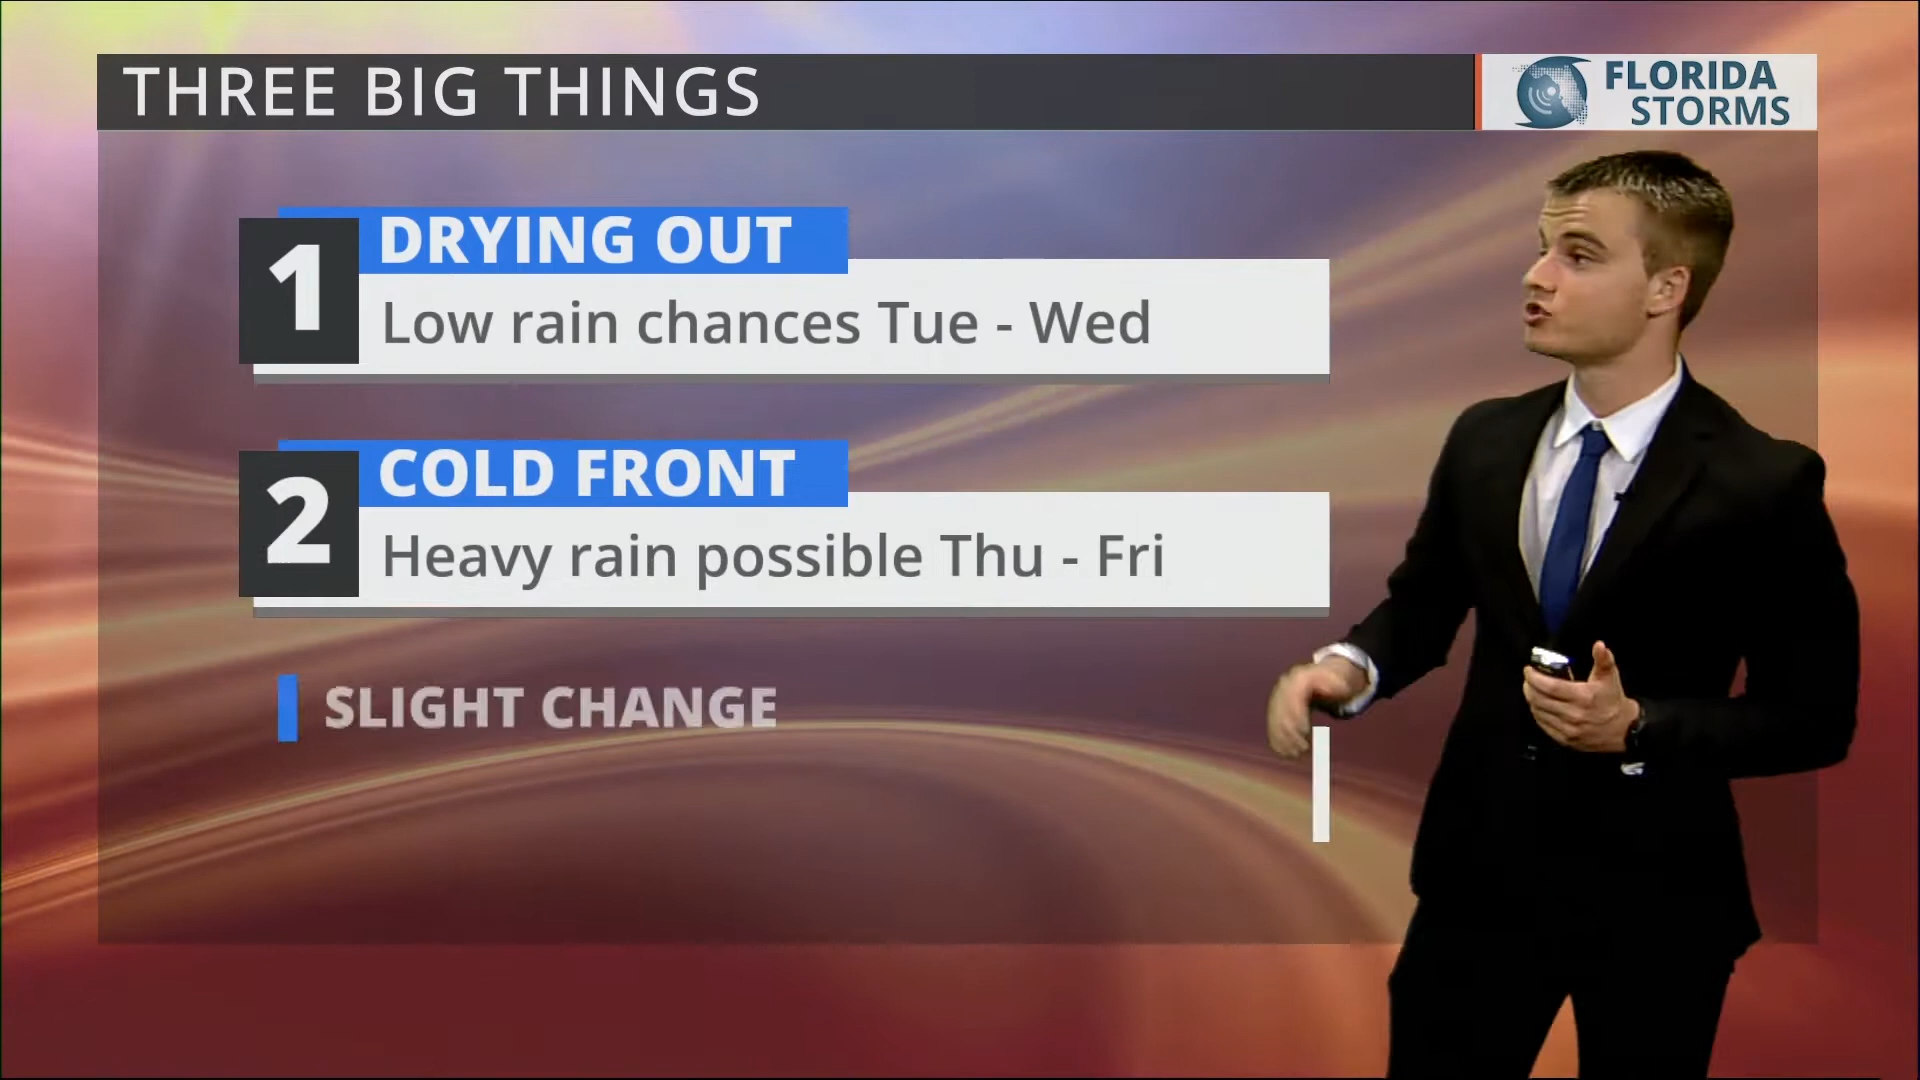 THREE BIG THINGS
FLORIDA
STORMS
1
DRYING OUT
Low rain chances Tue - Wed
2
COLD FRONT
Heavy rain possible Thu - Fri
SLIGHT CHANGE